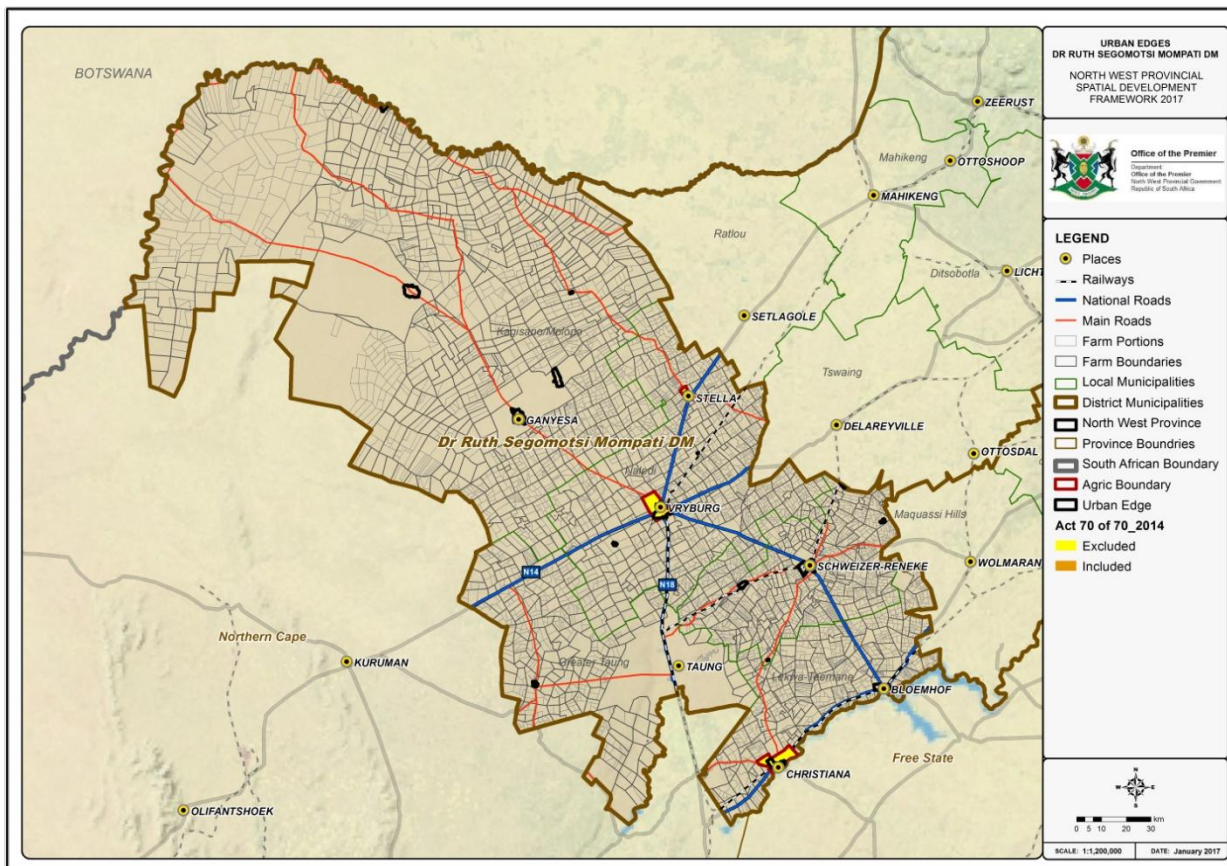 BOTSWANA
ZEERUST
Mahikeng
OTTOSHOOP
MAHIKENG
Ratlou
Ditsobotla
LICHT
SETLAGOLE
Kagisano/Molopo
Tswaing
STELLA
GANYESA
DELAREYVILLE
Dr Ruth Segomotsi Mompati DM
OTTOSDAL
Naledi
VRYBURG
Maquassi Hills
SCHWEIZER-RENEKE
WOLMARAN
N14
N18
Northern Cape
KURUMAN
Greater Taung
TAUNG
Lekwa-Teemane
BLOEMHOF
Free State
CHRISTIANA
OLIFANTSHOEK
URBAN EDGES
DR RUTH SEGOMOTSI MOMPATI DM
NORTH WEST PROVINCIAL
SPATIAL DEVELOPMENT
FRAMEWORK 2017
Office of the Premier
Department:
Office of the Premier
North West Provincial Government
Republic of South Africa
LEGEND
Places
Railways
National Roads
Main Roads
Farm Portions
Farm Boundaries
Local Municipalities
District Municipalities
North West Province
Province Boundries
South African Boundary
Agric Boundary
Urban Edge
Act 70 of 70_2014
Excluded
Included
N
W E
S
0 5 10 20 30 km
SCALE: 1:1,200,000 DATE: January 2017